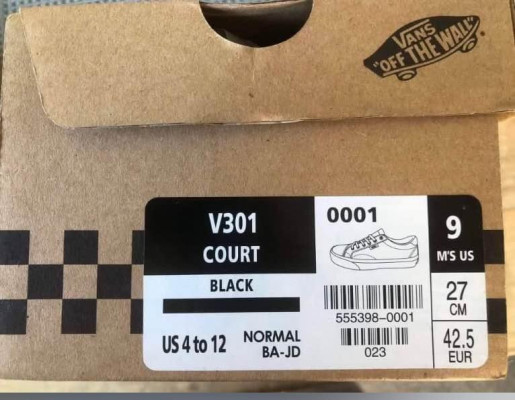 VANS
"OFF THE WALL"
V301
COURT
BLACK
US 4 to 12
NORMAL
BA-JD
0001
555398-0001
023
9
M'S US
27
CM
42.5
EUR